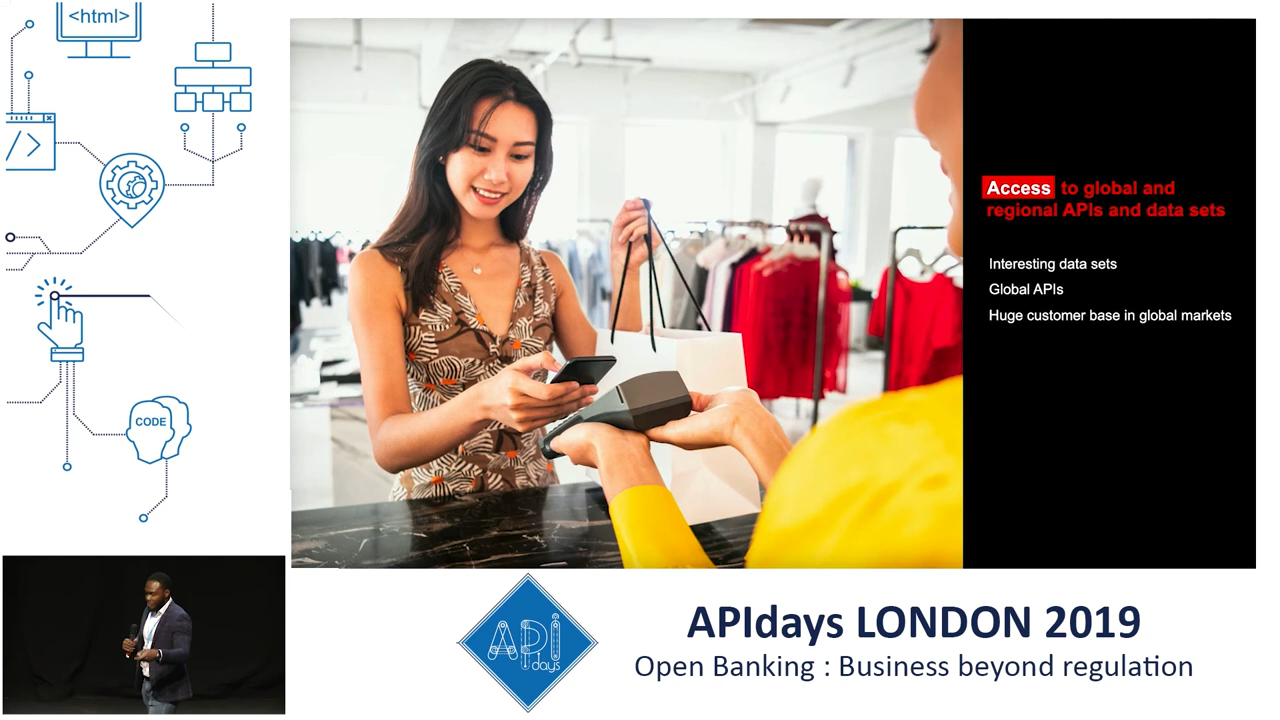 <html>
</>
CODE
Access to global and
regional APIs and data sets
Interesting data sets
Global APIs
Huge customer base in global markets
API
days
APIdays LONDON 2019
Open Banking : Business beyond regulation